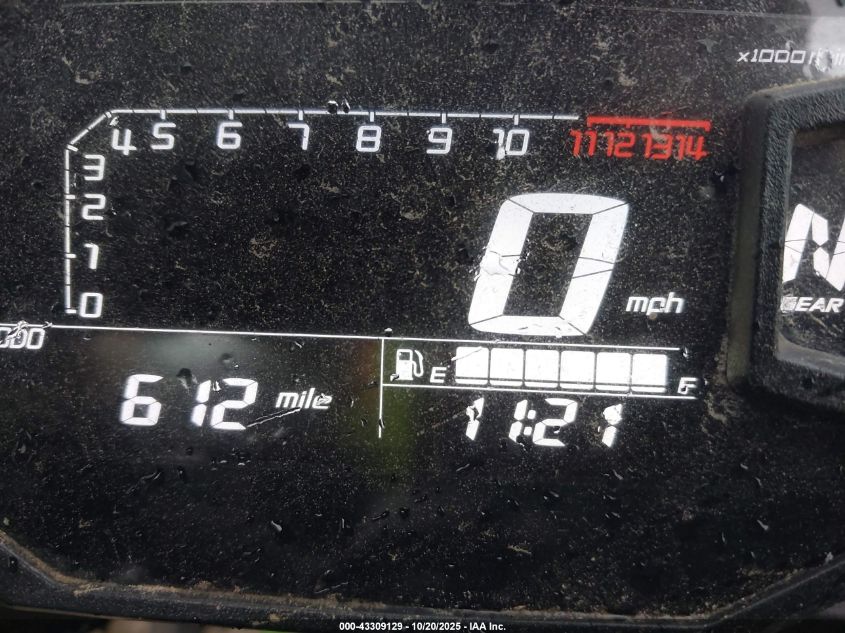 x1000 r/min
4 5 6 7 8 9 10 11 12 13 14
3
2
1
0
0 mph
N
GEAR
612 mile
E F
11:21
000-43309129 - 10/20/2025 - IAA Inc.